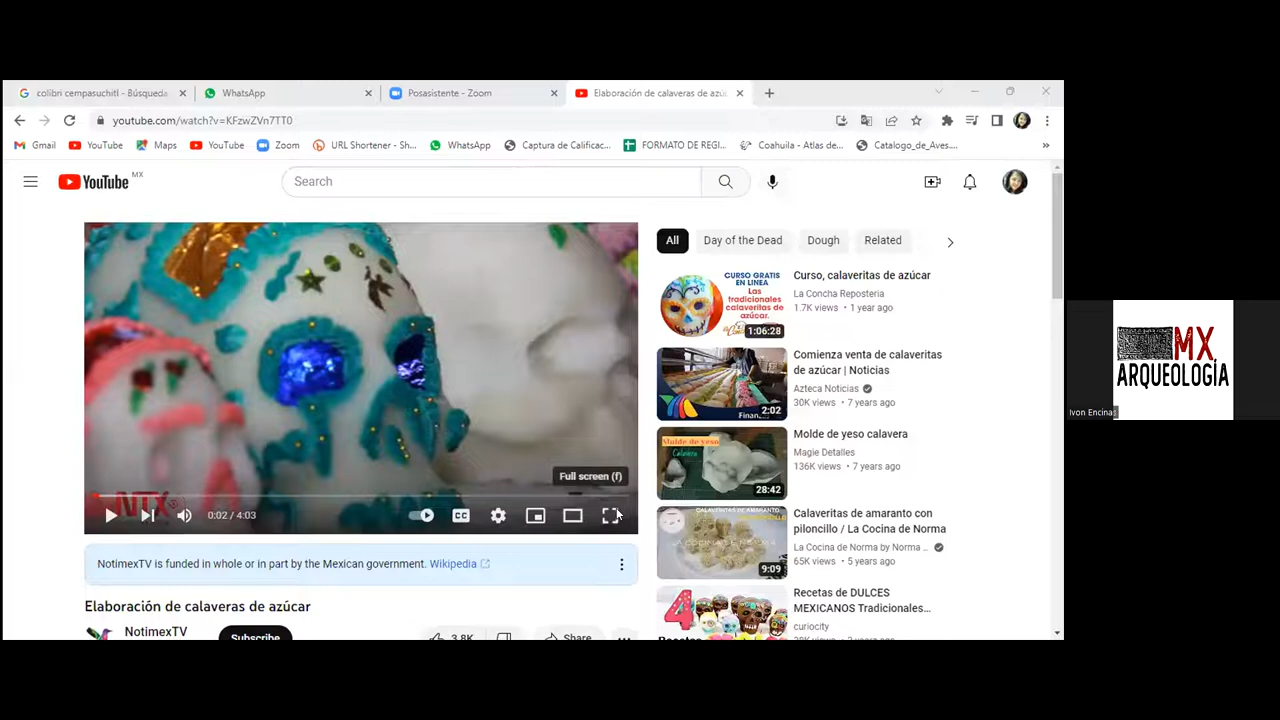 colibri cempasuchitl - Búsqueda
WhatsApp
Posasistente - Zoom
Elaboración de calaveras de azúc
youtube.com/watch?v=KFzwZVn7TT0
Gmail
YouTube
Maps
YouTube
Zoom
URL Shortener - Sh...
WhatsApp
Captura de Calificac...
FORMATO DE REGI...
Coahuila - Atlas de...
Catalogo_de_Aves....
»
YouTube MX
Search
All
Day of the Dead
Dough
Related
Curso, calaveritas de azúcar
La Concha Reposteria
1.7K views • 1 year ago
CURSO GRATIS
EN LINEA
Las
tradicionales
calaveritas de
azúcar.
1:06:28
Comienza venta de calaveritas
de azúcar | Noticias
Azteca Noticias
30K views • 7 years ago
Finan
2:02
Molde de yeso calavera
Magie Detalles
136K views • 7 years ago
Molde de yeso
Calavera
28:42
Calaveritas de amaranto con
piloncillo / La Cocina de Norma
La Cocina de Norma by Norma ...
65K views • 5 years ago
9:09
Recetas de DULCES
MEXICANOS Tradicionales...
curiocity
4
Full screen (f)
NTX
0:02 / 4:03
CC
NotimexTV is funded in whole or in part by the Mexican government. Wikipedia
Elaboración de calaveras de azúcar
NotimexTV
Subscribe
3.8K
Share
MX
ARQUEOLOGÍA
Ivon Encinas